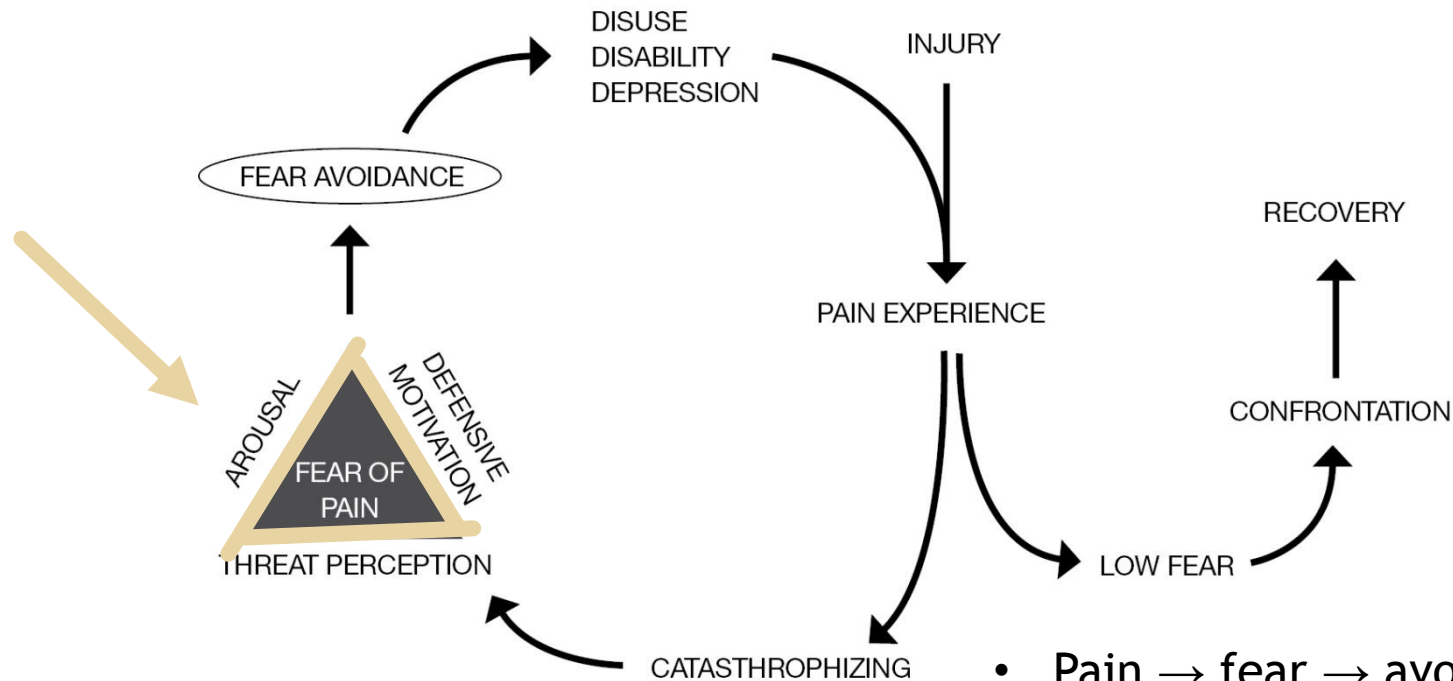 DISUSE
DISABILITY
DEPRESSION
INJURY
FEAR AVOIDANCE
RECOVERY
PAIN EXPERIENCE
AROUSAL
DEFENSIVE
MOTIVATION
FEAR OF
PAIN
CONFRONTATION
THREAT PERCEPTION
LOW FEAR
CATASTHROPHIZING
• Pain → fear →